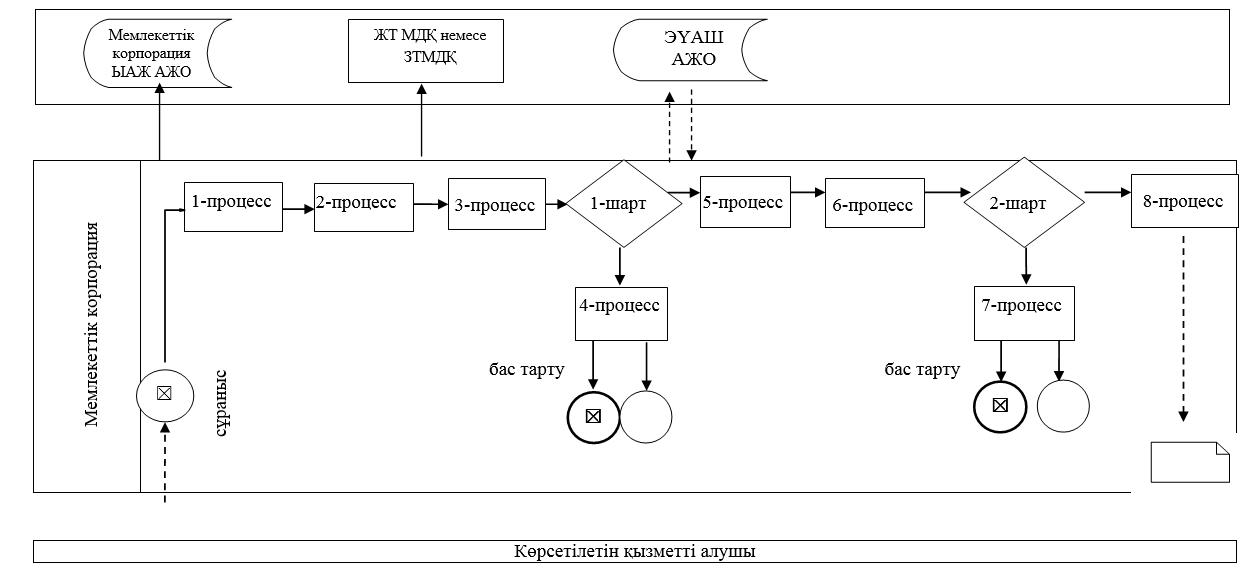 Мемлекеттік
корпорация
ЫАЖ АЖО
ЖТ МДҚ немесе
ЗТМДҚ
ЭҮАШ
АЖО
Мемлекеттік корпорация
1-процесс
2-процесс
3-процесс
1-шарт
5-процесс
6-процесс
2-шарт
8-процесс
4-процесс
7-процесс
бас тарту
бас тарту
сұраныс
Көрсетілетін қызметті алушы